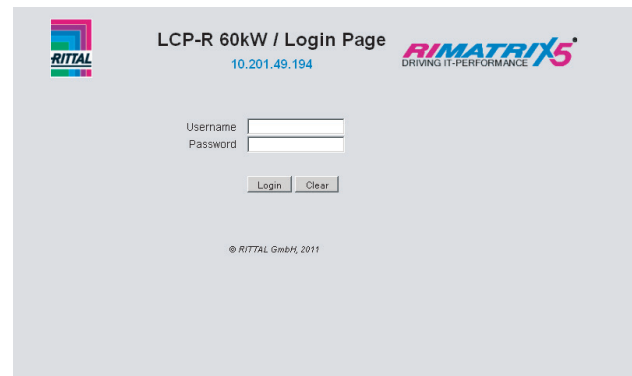 RITTAL
LCP-R 60kW / Login Page
10.201.49.194
RIMATRIX5
DRIVING IT-PERFORMANCE
Username
Password
Login Clear
© RITTAL GmbH, 2011